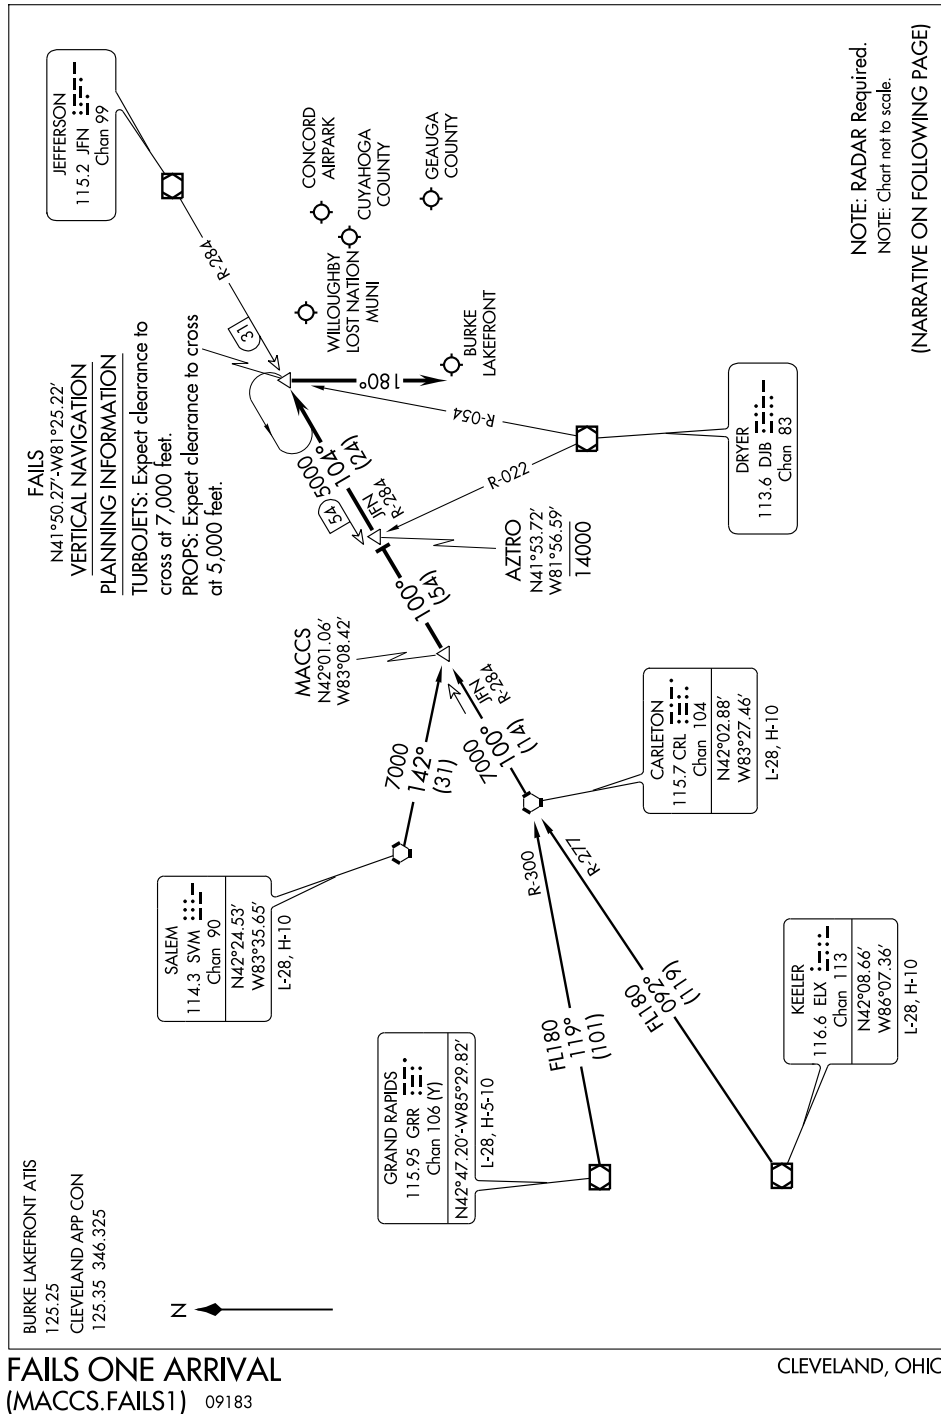 BURKE LAKEFRONT ATIS
125.25
CLEVELAND APP CON
125.35 346.325
N
SALEM
114.3 SVM
Chan 90
N42°24.53′
W83°35.65′
L-28, H-10
GRAND RAPIDS
115.95 GRR
Chan 106 (Y)
N42°47.20′-W85°29.82′
L-28, H-5-10
KEELER
116.6 ELX
Chan 113
N42°08.66′
W86°07.36′
L-28, H-10
FL180
119°
(101)
R-300
FL180
092°
(119)
R-277
7000
142°
(31)
7000
100°
(14)
JFN
R-284
CARLETON
115.7 CRL
Chan 104
N42°02.88′
W83°27.46′
L-28, H-10
MACCS
N42°01.06′
W83°08.42′
100°
(54)
54
5000
104°
(24)
JFN
R-284
AZTRO
N41°53.72′
W81°56.59′
14000
R-022
R-054
DRYER
113.6 DJB
Chan 83
FAILS
N41°50.27′-W81°25.22′
VERTICAL NAVIGATION
PLANNING INFORMATION
TURBOJETS: Expect clearance to
cross at 7,000 feet.
PROPS: Expect clearance to cross
at 5,000 feet.
180°
31
R-284
JEFFERSON
115.2 JFN
Chan 99
WILLOUGHBY
LOST NATION
MUNI
CONCORD
AIRPARK
CUYAHOGA
COUNTY
GEAUGA
COUNTY
BURKE
LAKEFRONT
NOTE: RADAR Required.
NOTE: Chart not to scale.
(NARRATIVE ON FOLLOWING PAGE)
FAILS ONE ARRIVAL
(MACCS.FAILS1) 09183
CLEVELAND, OHIO